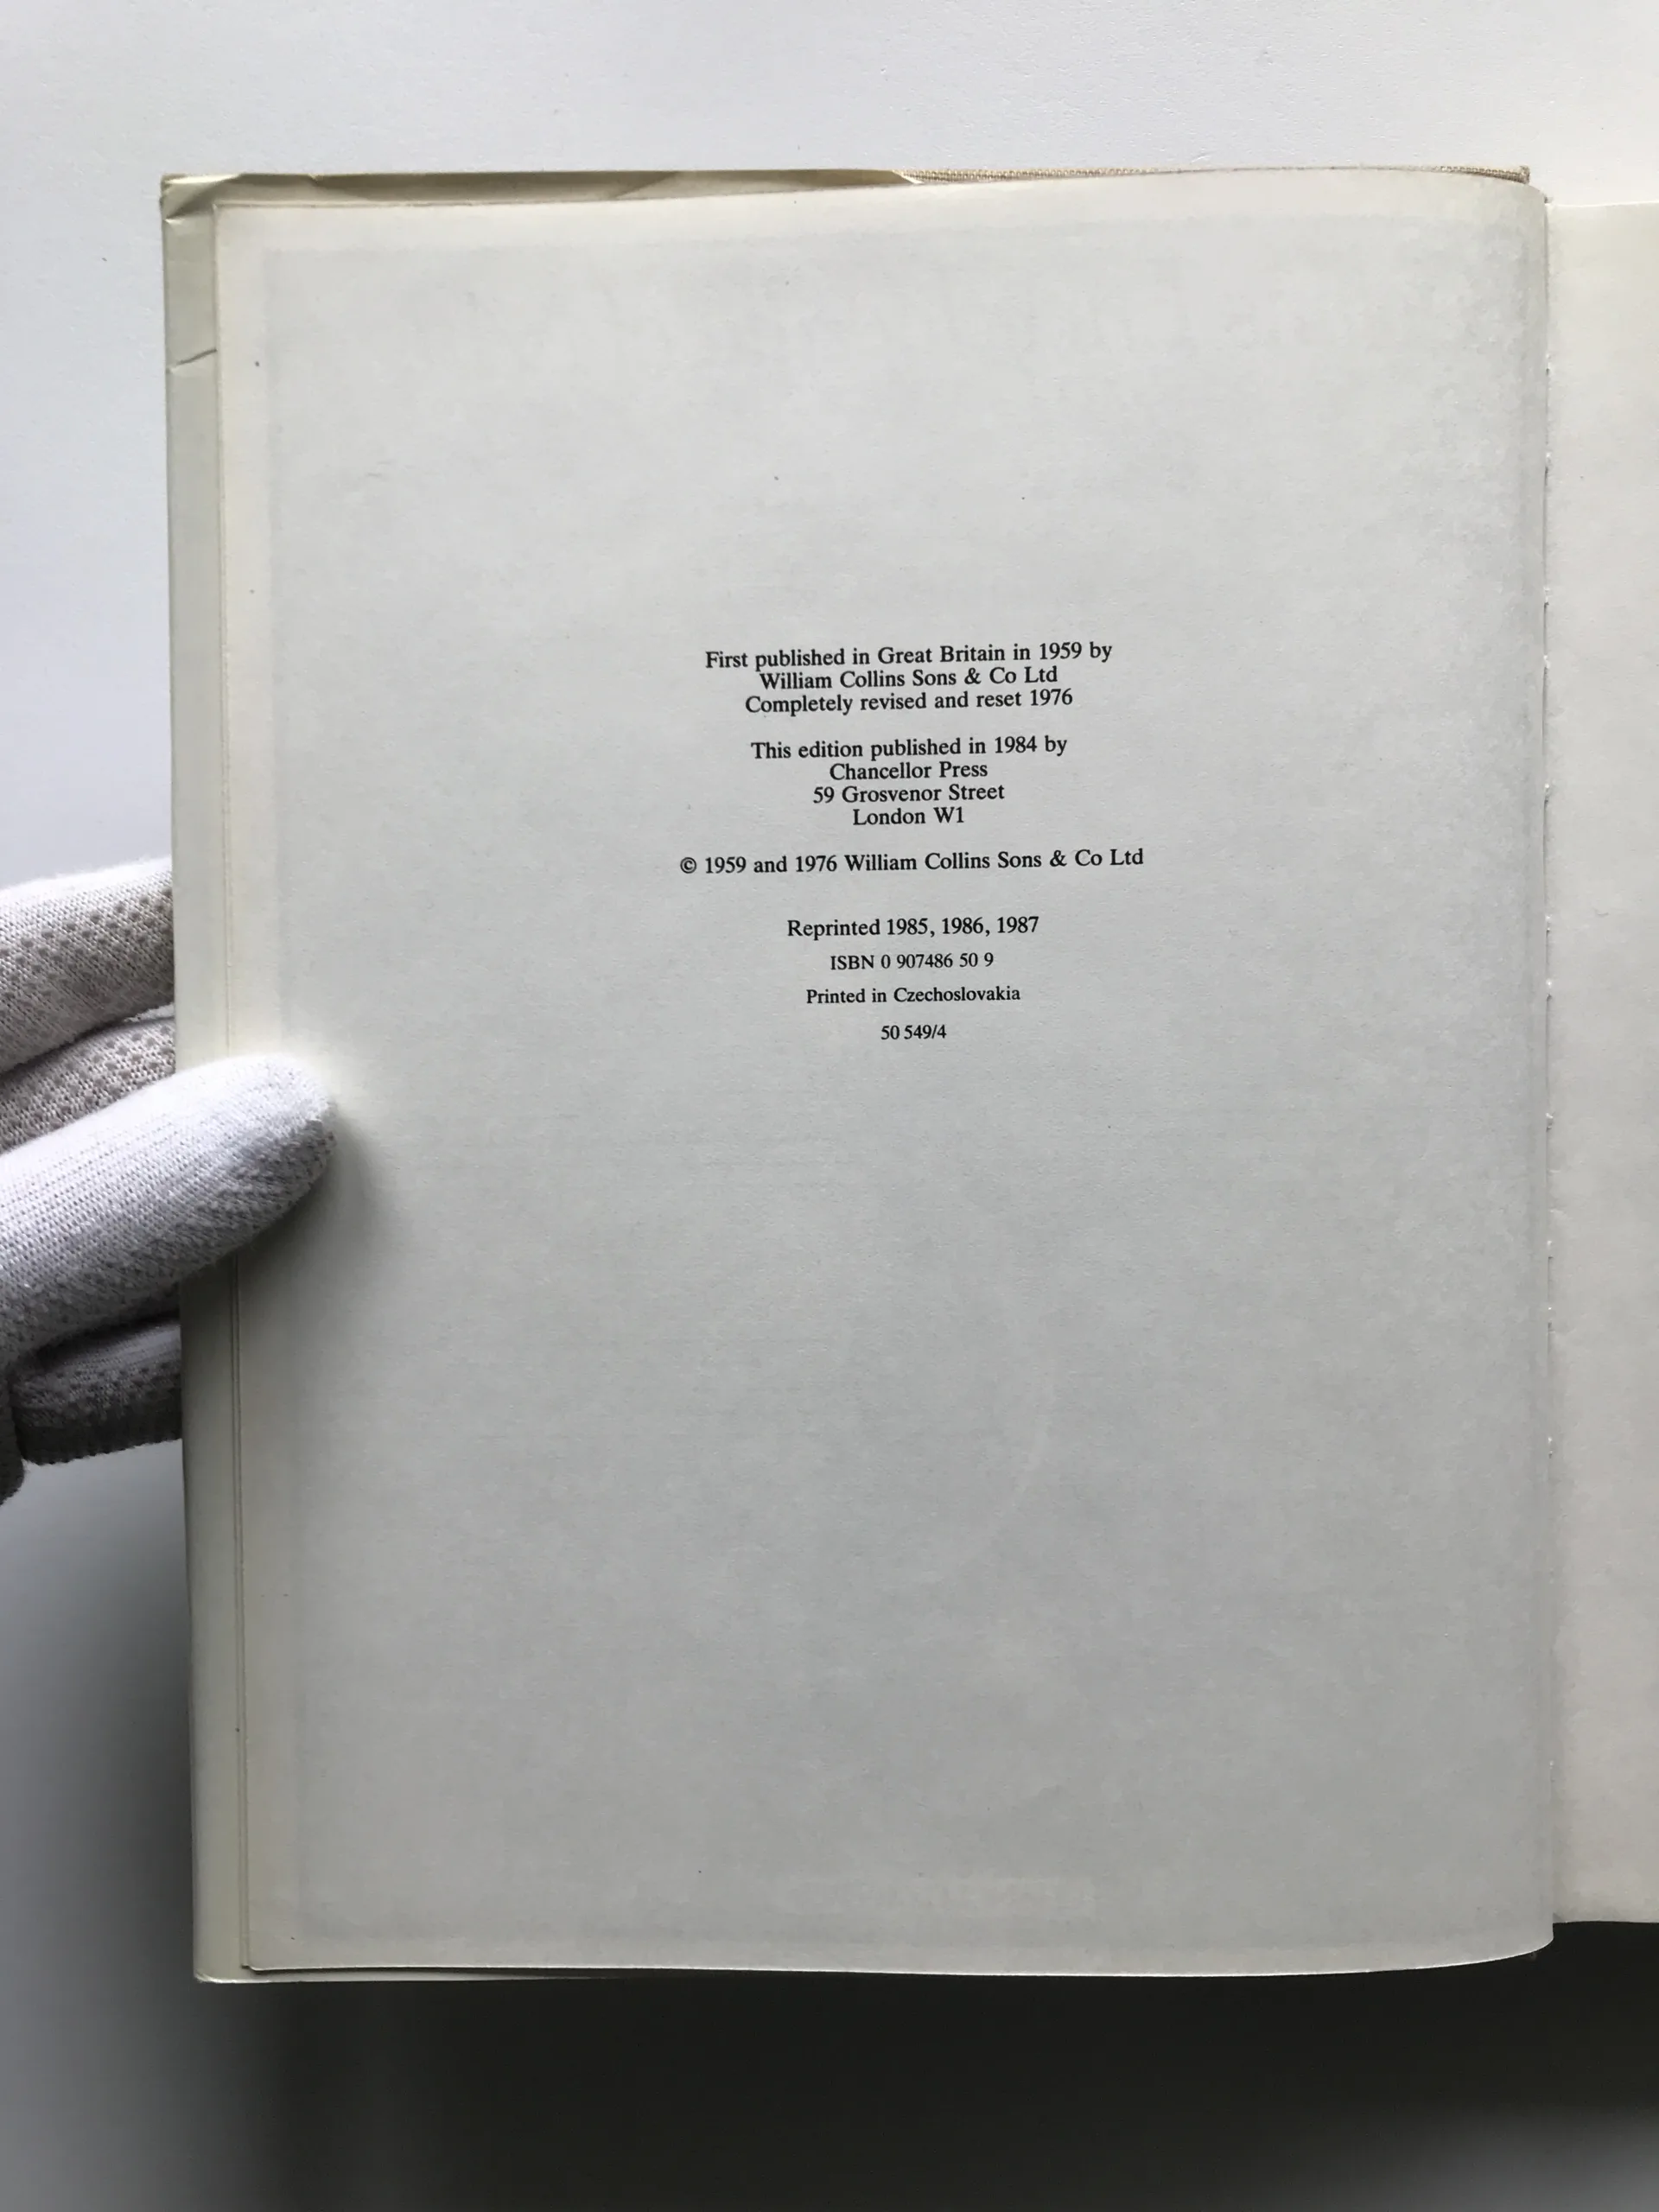 First published in Great Britain in 1959 by
William Collins Sons & Co Ltd
Completely revised and reset 1976
This edition published in 1984 by
Chancellor Press
59 Grosvenor Street
London W1
© 1959 and 1976 William Collins Sons & Co Ltd
Reprinted 1985, 1986, 1987
ISBN 0 907486 50 9
Printed in Czechoslovakia
50 549/4